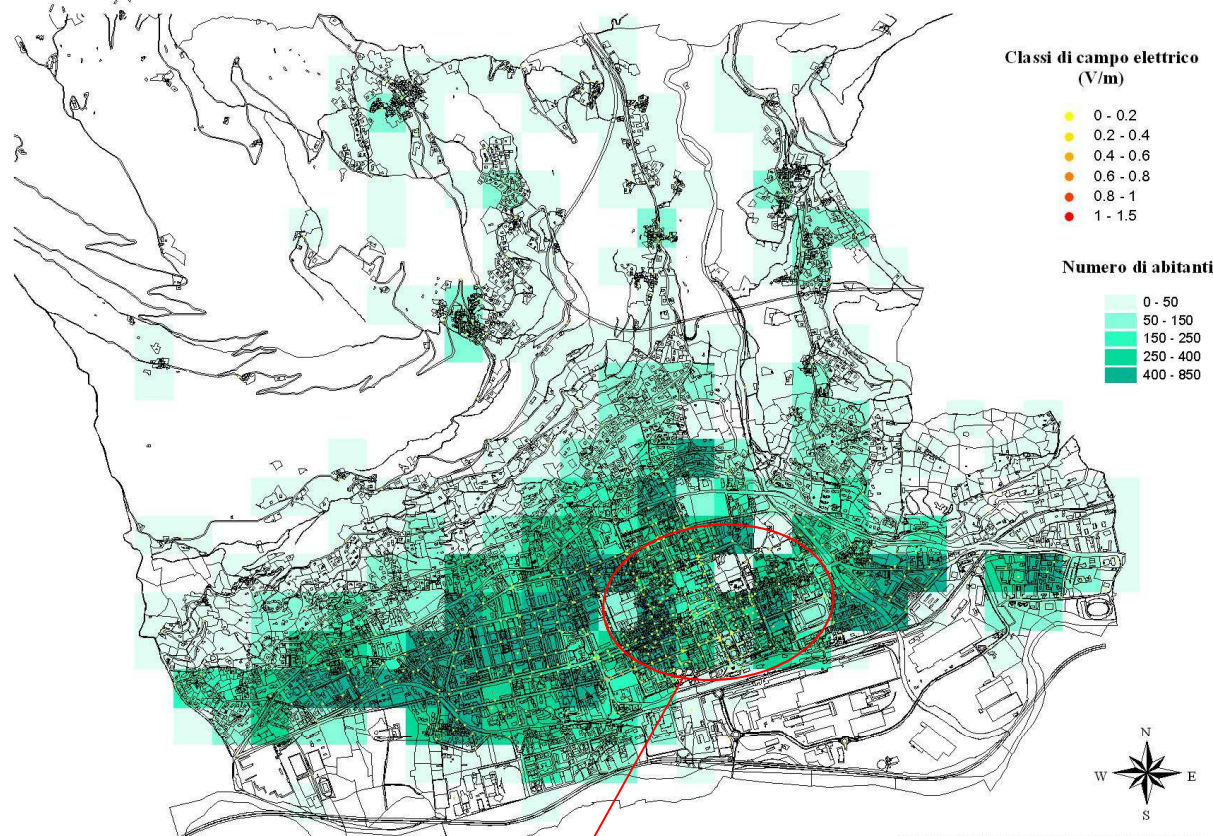 Classi di campo elettrico
(V/m)
0 - 0.2
0.2 - 0.4
0.4 - 0.6
0.6 - 0.8
0.8 - 1
1 - 1.5
Numero di abitanti
0 - 50
50 - 150
150 - 250
250 - 400
400 - 850
N
W E
S